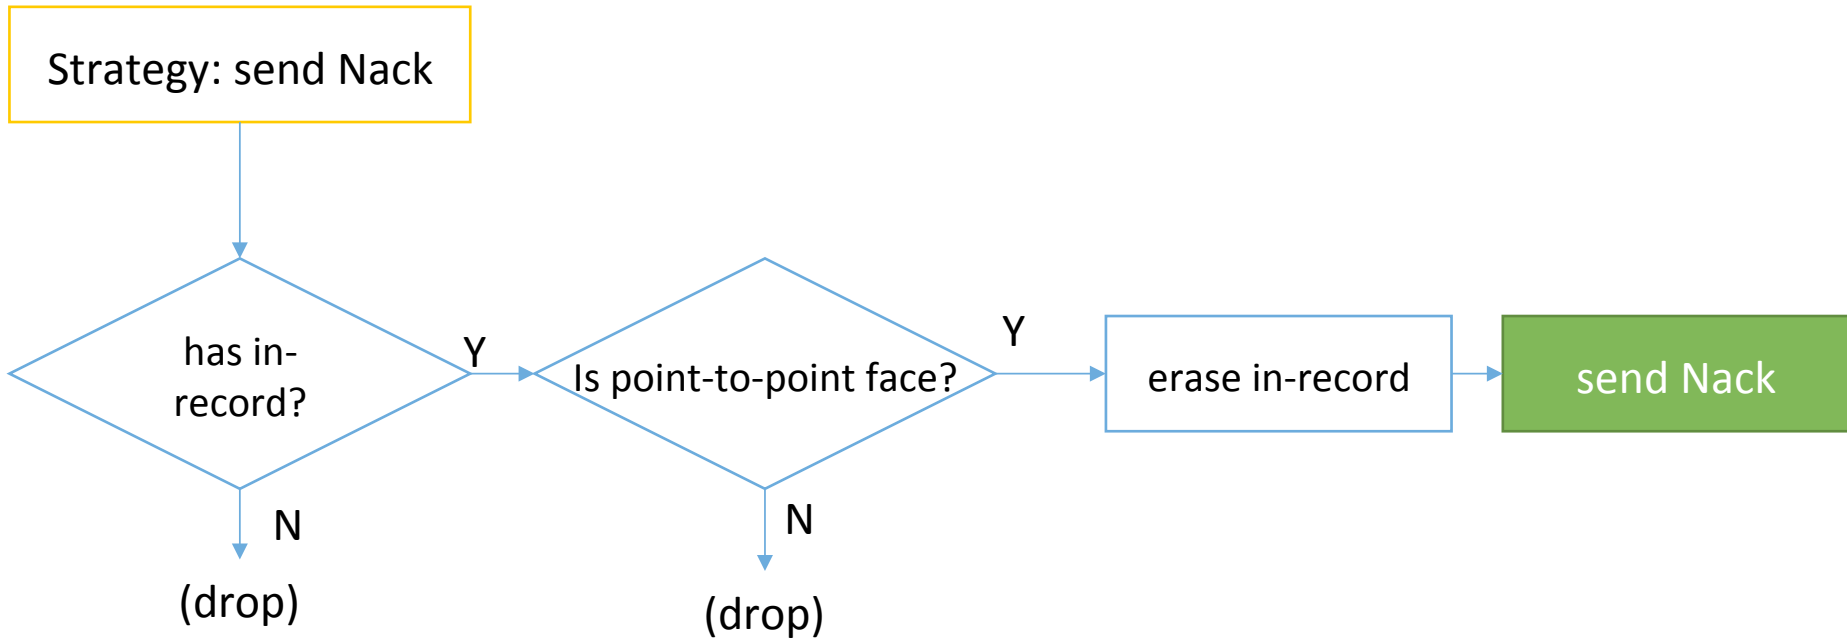 Strategy: send Nack
has in-
record?
Y
Is point-to-point face?
Y
erase in-record
send Nack
N
(drop)
N
(drop)